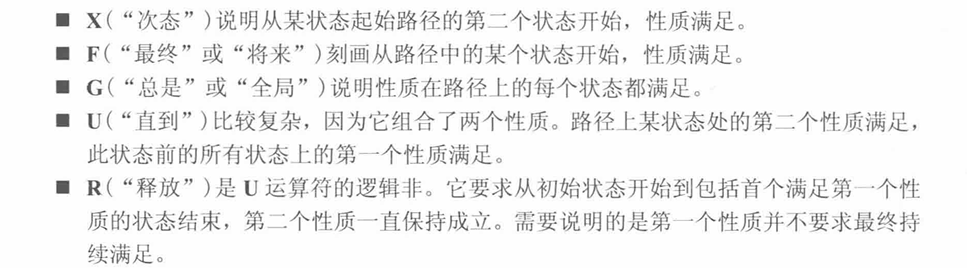 ■ X(“次态”)说明从某状态起始路径的第二个状态开始，性质满足。
■ F(“最终”或“将来”)刻画从路径中的某个状态开始，性质满足。
■ G(“总是”或“全局”)说明性质在路径上的每个状态都满足。
■ U(“直到”)比较复杂，因为它组合了两个性质。路径上某状态处的第二个性质满足，
此状态前的所有状态上的第一个性质满足。
■ R(“释放”)是 U 运算符的逻辑非。它要求从初始状态开始到包括首个满足第一个性
质的状态结束，第二个性质一直保持成立。需要说明的是第一个性质并不要求最终持
续满足。